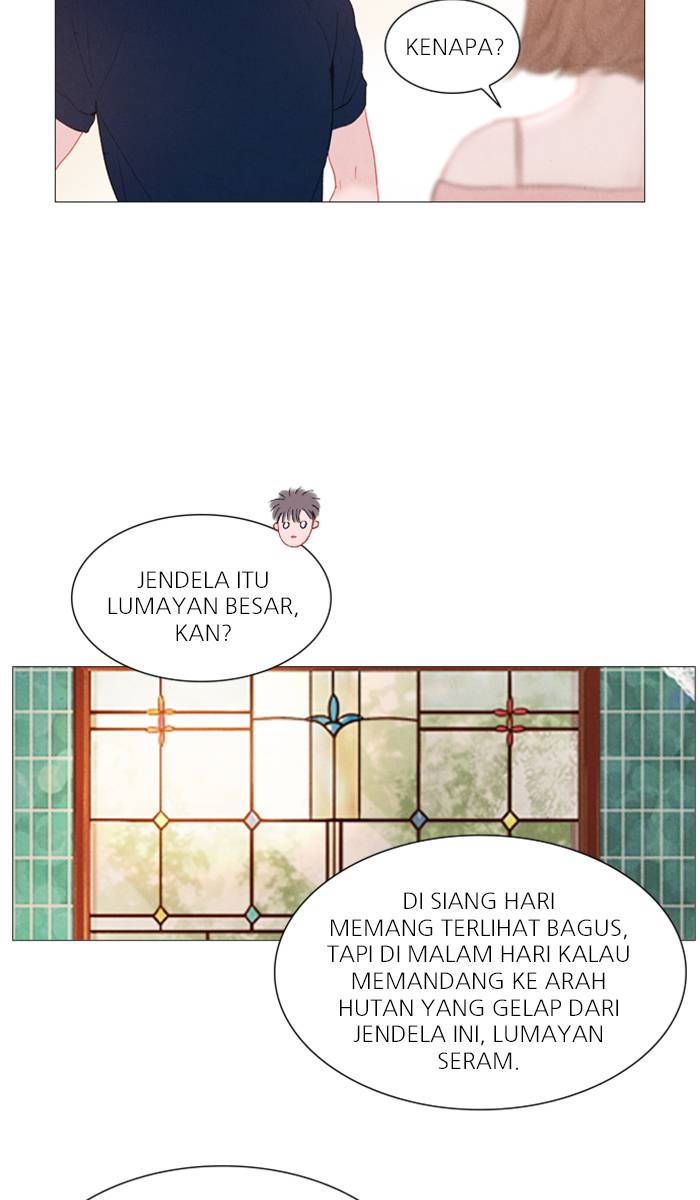 KENAPA?
JENDELA ITU
LUMAYAN BESAR,
KAN?
DI SIANG HARI
MEMANG TERLIHAT BAGUS,
TAPI DI MALAM HARI KALAU
MEMANDANG KE ARAH
HUTAN YANG GELAP DARI
JENDELA INI, LUMAYAN
SERAM.